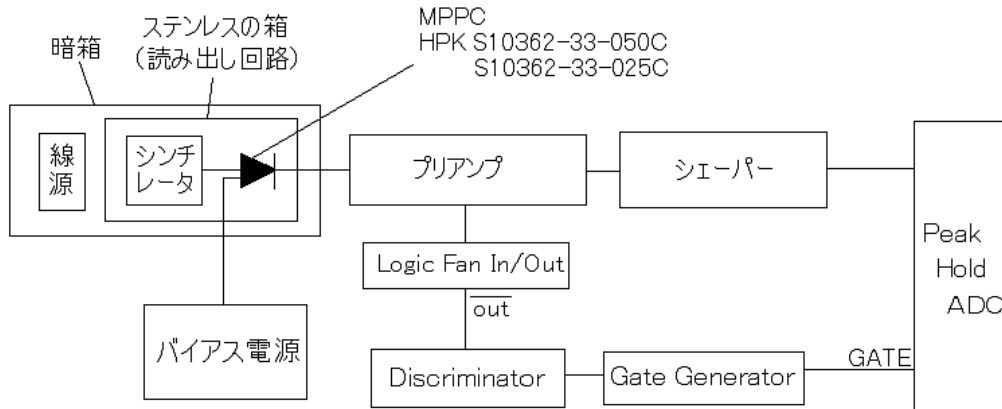 MPPC
HPK S10362-33-050C
S10362-33-025C
ステンレスの箱
(読み出し回路)
暗箱
線
源
シンチ
レータ
プリアンプ
シェーパー
Peak
Hold
ADC
Logic Fan In/Out
out
バイアス電源
Discriminator
Gate Generator
GATE